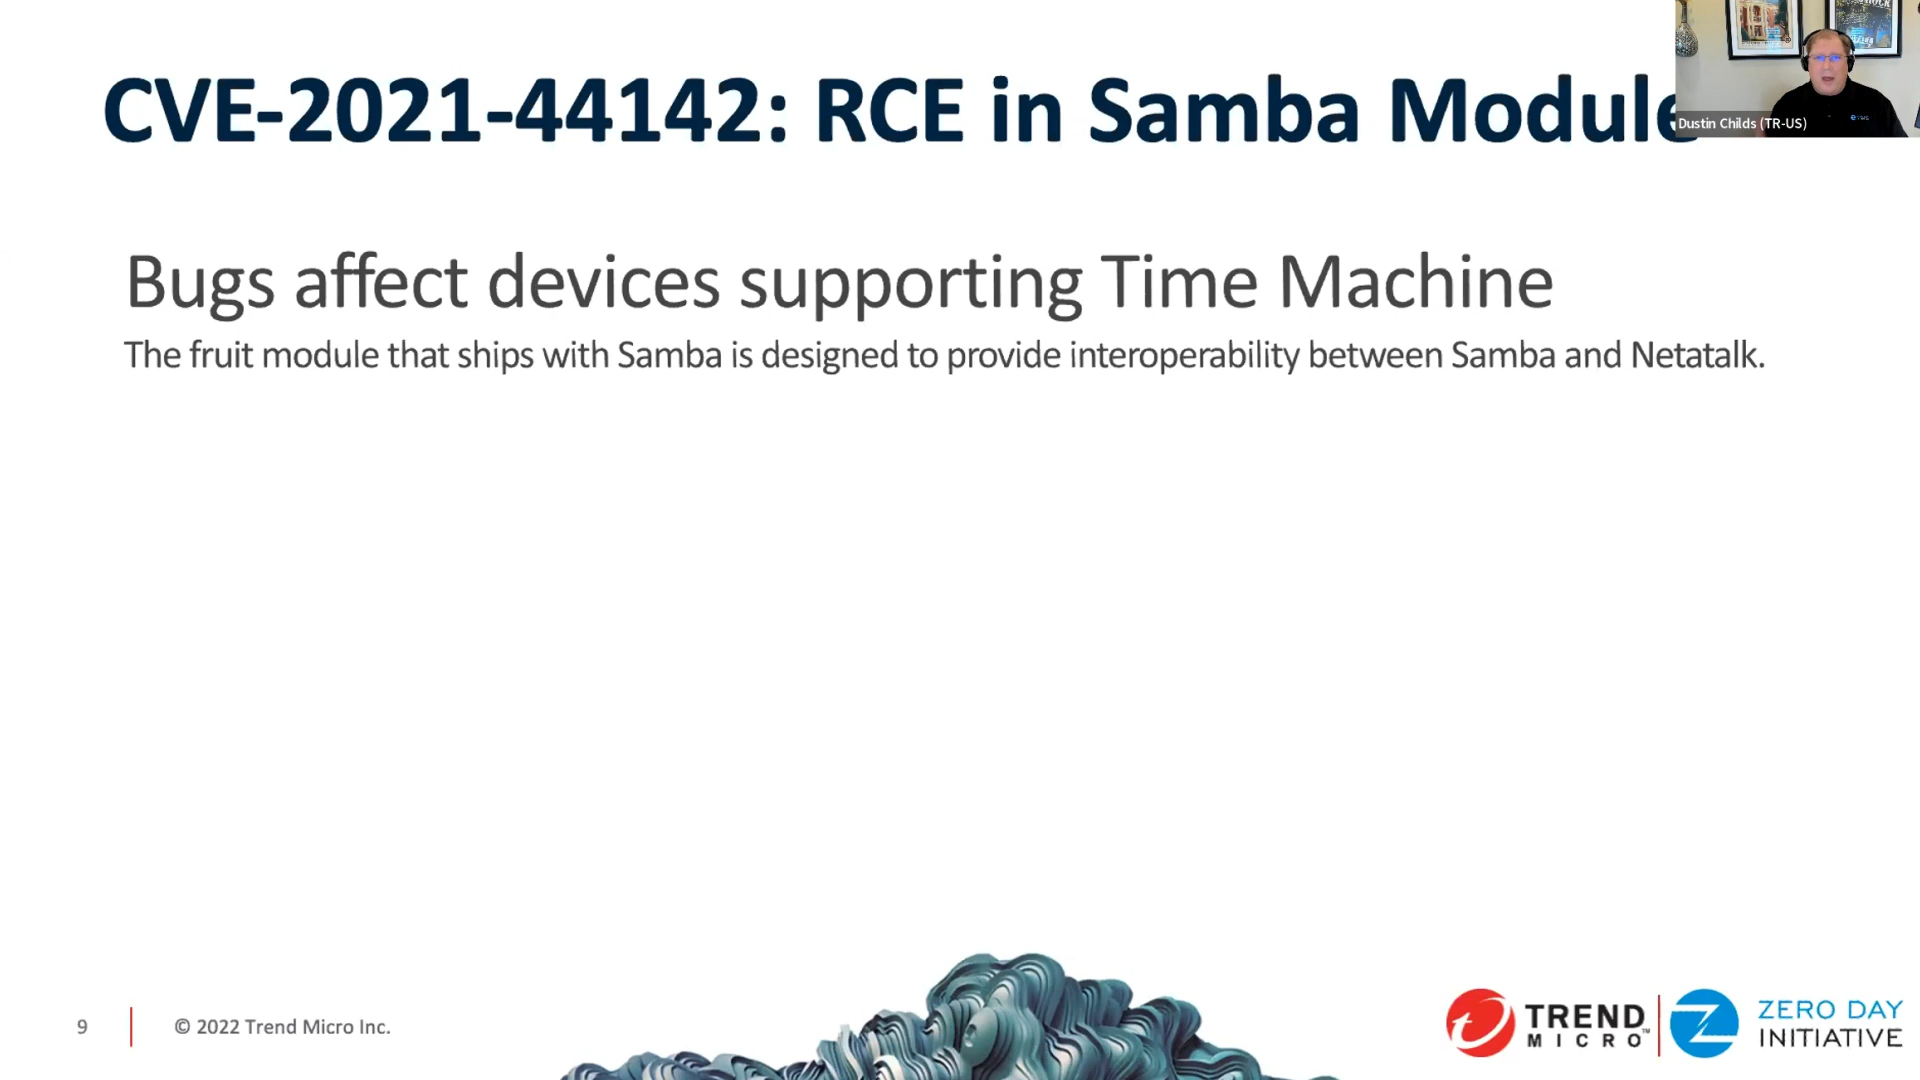 CVE-2021-44142: RCE in Samba Module
Dustin Childs (TR-US)
Bugs affect devices supporting Time Machine
The fruit module that ships with Samba is designed to provide interoperability between Samba and Netatalk.
9
© 2022 Trend Micro Inc.
TREND
MICRO™
ZERO DAY
INITIATIVE